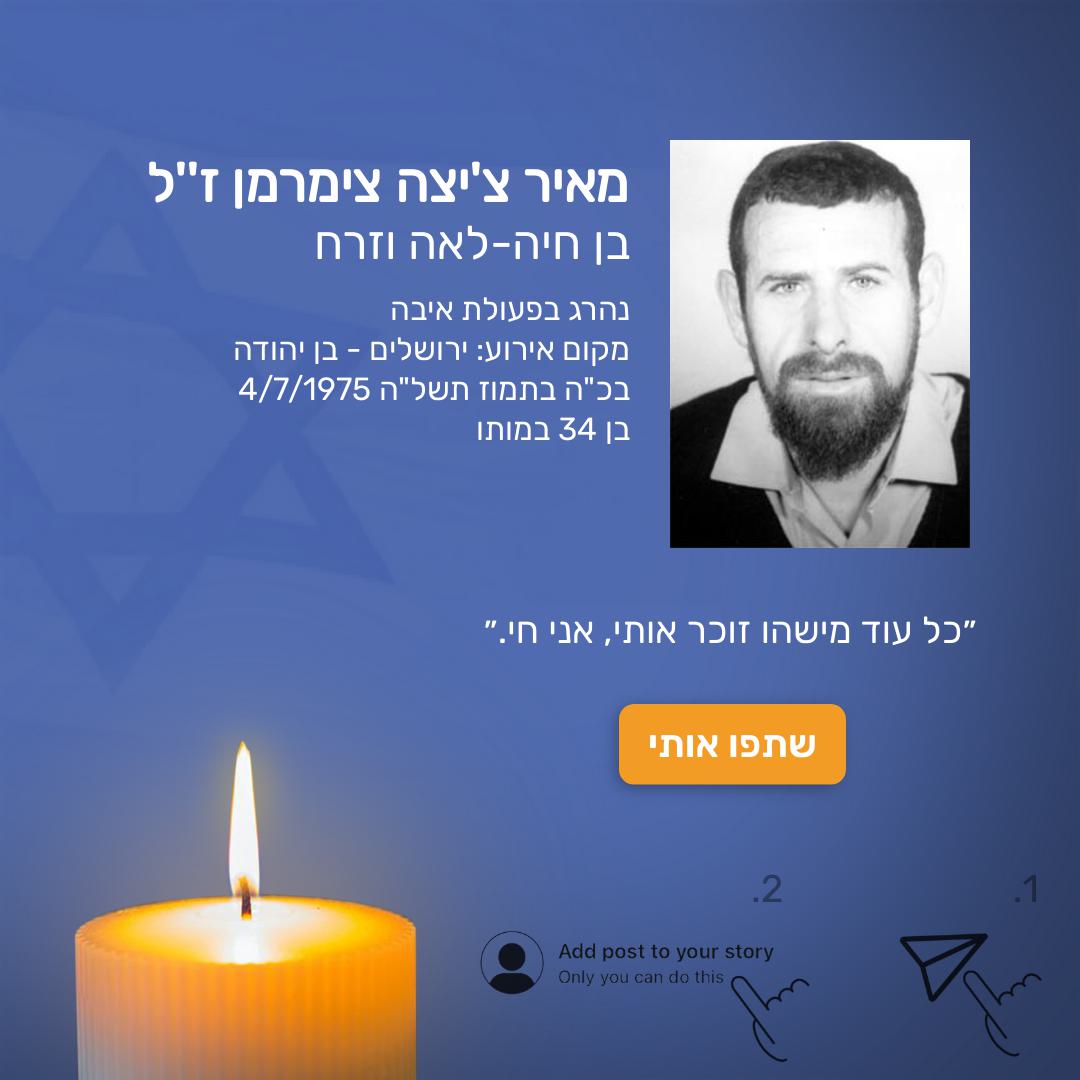 מאיר צ'יצה צימרמן ז''ל
בן חיה-לאה וזרח
נהרג בפעולת איבה
מקום אירוע: ירושלים - בן יהודה
בכ"ה בתמוז תשל"ה 4/7/1975
בן 34 במותו
״כל עוד מישהו זוכר אותי, אני חי.״
שתפו אותי
.1
.2
Add post to your story
Only you can do this